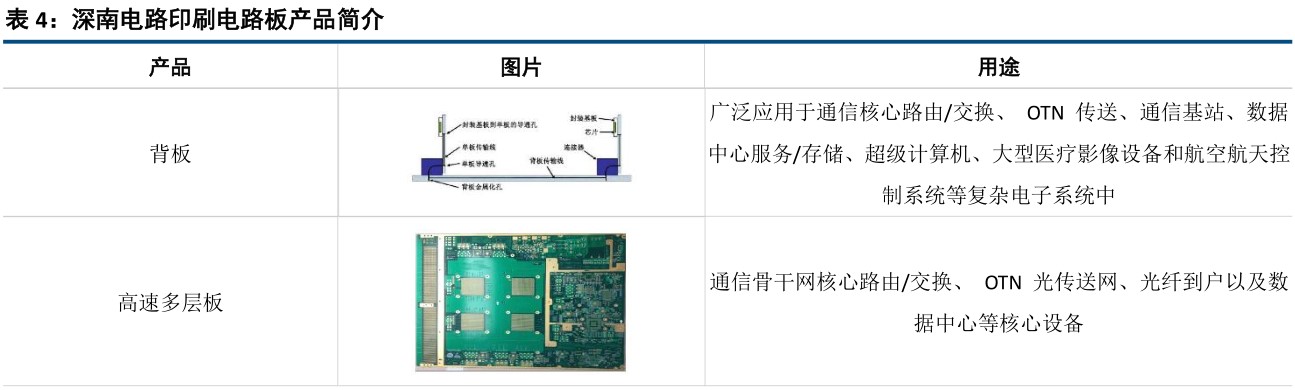 表 4：深南电路印刷电路板产品简介
产品
图片
用途
背板
封装基板到单板的导通孔
单板传输线
单板导通孔
背板金属化孔
封装基板
芯片
连接器
背板传输线
广泛应用于通信核心路由/交换、 OTN 传送、通信基站、数据
中心服务/存储、超级计算机、大型医疗影像设备和航空航天控
制系统等复杂电子系统中
高速多层板
通信骨干网核心路由/交换、 OTN 光传送网、光纤到户以及数
据中心等核心设备